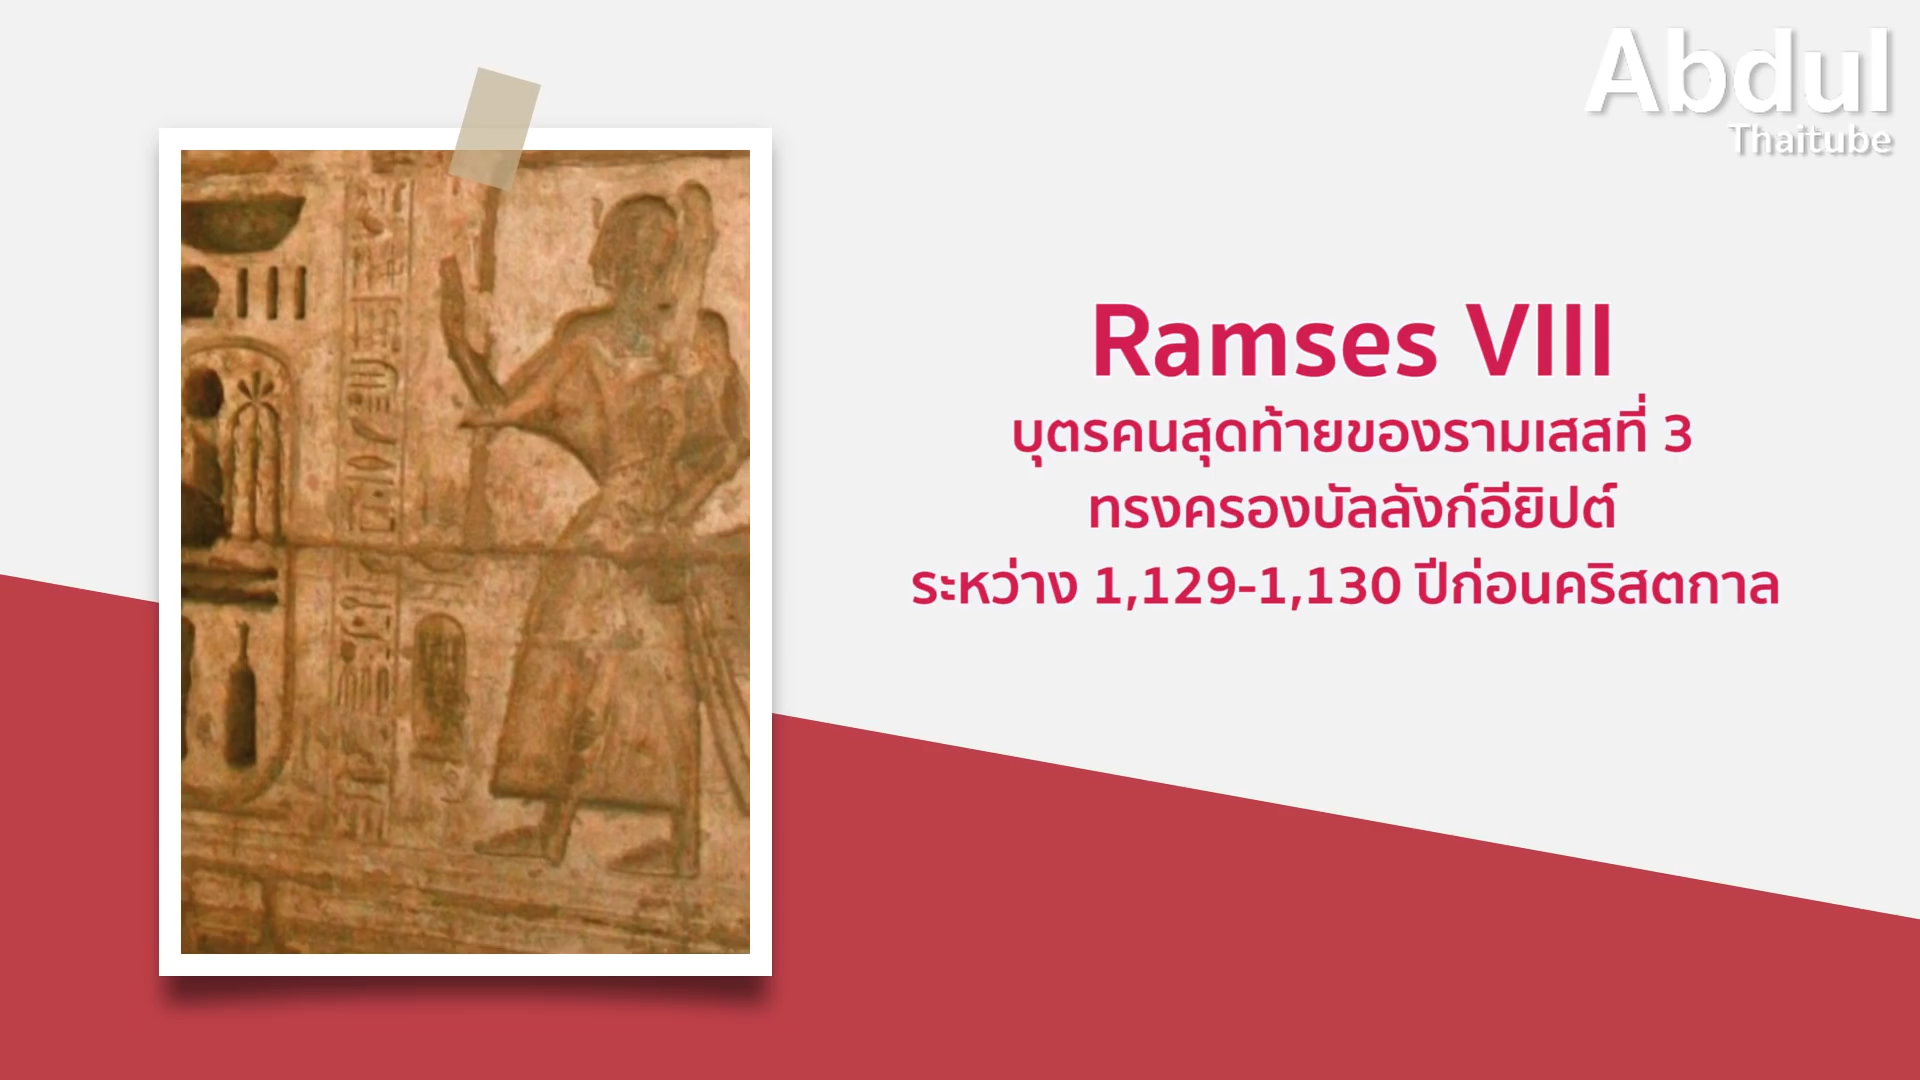 Abdul
Thaitube
Ramses VIII
บุตรคนสุดท้ายของรามเสสที่ 3
ทรงครองบัลลังก์อียิปต์
ระหว่าง 1,129-1,130 ปีก่อนคริสตกาล